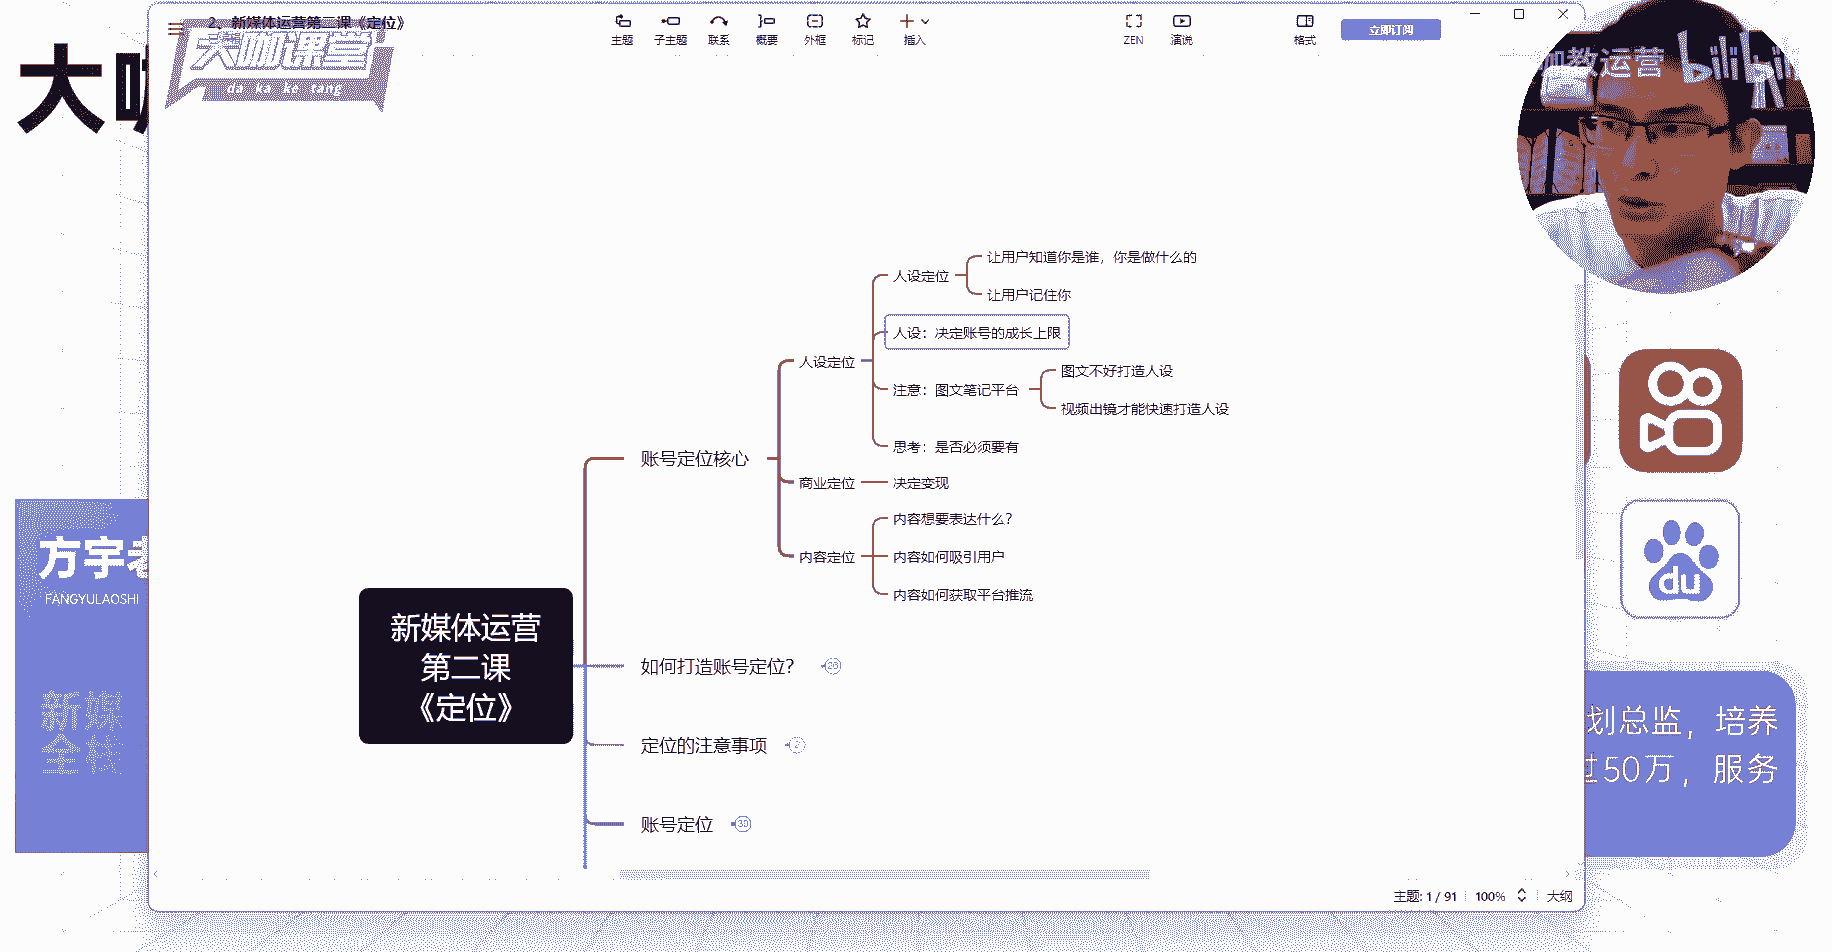 2、新媒体运营第二课《定位》
主题
子主题
联系
概要
外框
标记
插入
ZEN
演说
格式
立即订阅
大咖课堂
da ka ke tang
大咖
咖教运营
bilibili
人设定位
让用户知道你是谁，你是做什么的
让用户记住你
人设：决定账号的成长上限
人设定位
注意：图文笔记平台
图文不好打造人设
视频出镜才能快速打造人设
思考：是否必须要有
账号定位核心
商业定位
决定变现
内容定位
内容想要表达什么？
内容如何吸引用户
内容如何获取平台推流
新媒体运营
第二课
《定位》
如何打造账号定位？
26
定位的注意事项
2
账号定位
39
方宇老
FANGYULAOSHI
新媒
全栈
du
划总监，培养
过50万，服务
主题: 1 / 91
100%
大纲